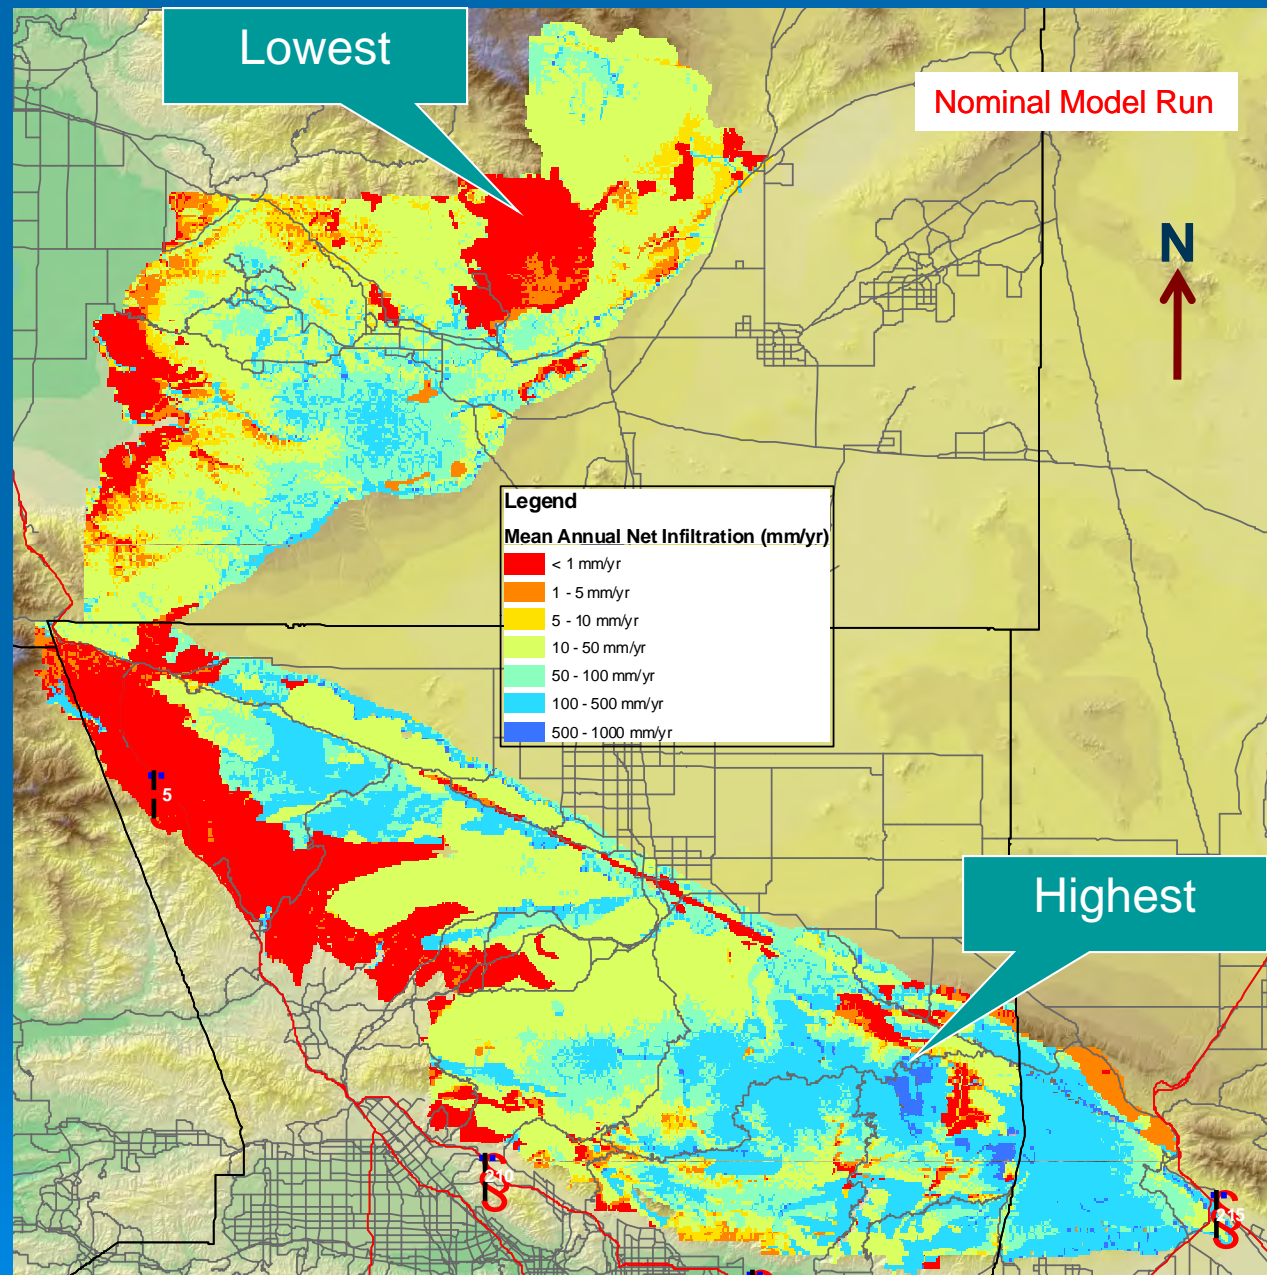 Lowest
Nominal Model Run
N
Legend
Mean Annual Net Infiltration (mm/yr)
< 1 mm/yr
1 - 5 mm/yr
5 - 10 mm/yr
10 - 50 mm/yr
50 - 100 mm/yr
100 - 500 mm/yr
500 - 1000 mm/yr
5
Highest